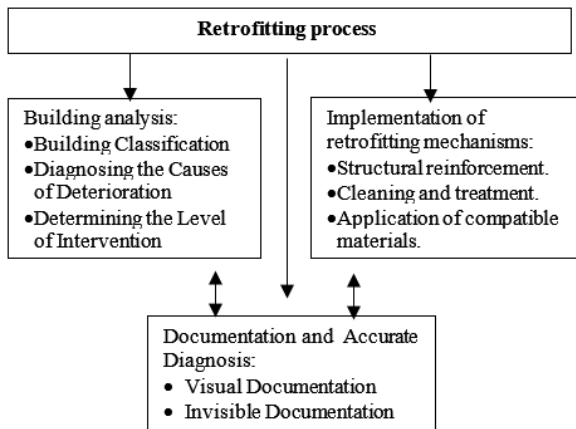 Retrofitting process
Building analysis:
•Building Classification
•Diagnosing the Causes
of Deterioration
•Determining the Level
of Intervention
Implementation of
retrofitting mechanisms:
•Structural reinforcement.
•Cleaning and treatment.
•Application of compatible
materials.
Documentation and Accurate
Diagnosis:
• Visual Documentation
• Invisible Documentation